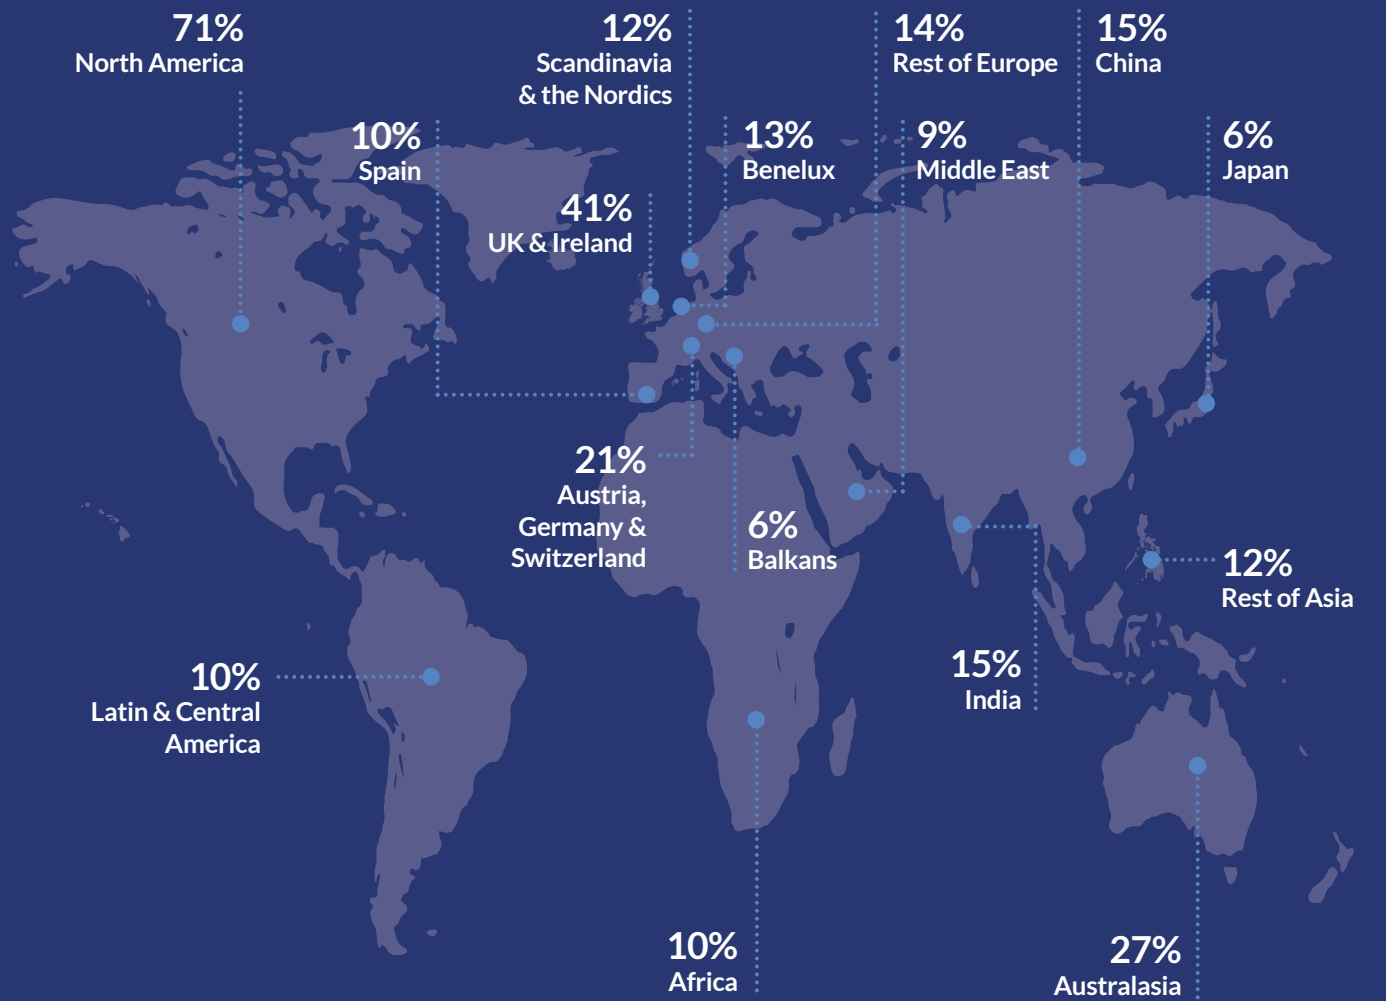 71%
North America
12%
Scandinavia
& the Nordics
14%
Rest of Europe
15%
China
10%
Spain
13%
Benelux
9%
Middle East
6%
Japan
41%
UK & Ireland
21%
Austria,
Germany &
Switzerland
6%
Balkans
12%
Rest of Asia
10%
Latin & Central
America
15%
India
10%
Africa
27%
Australasia